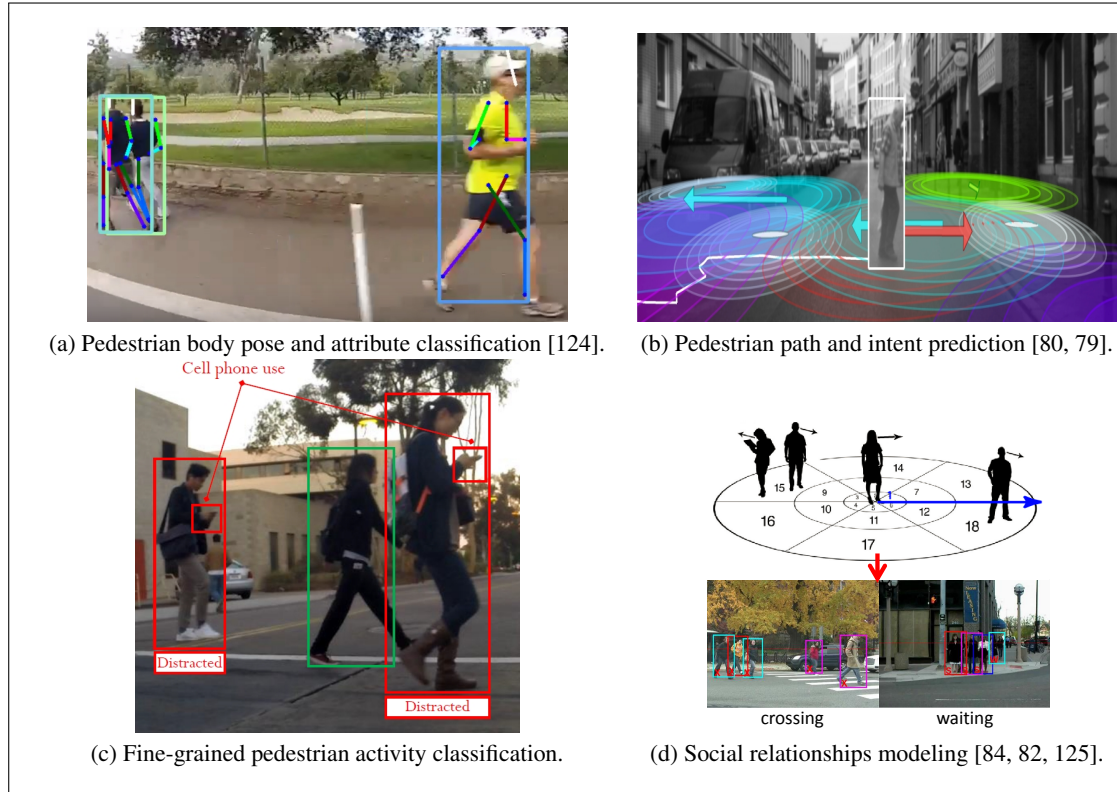 (a) Pedestrian body pose and attribute classification [124].
(b) Pedestrian path and intent prediction [80, 79].
Cell phone use
Distracted
Distracted
(c) Fine-grained pedestrian activity classification.
14
15
13
9
3
1
7
16
10
4
5
6
12
18
11
17
crossing
waiting
(d) Social relationships modeling [84, 82, 125].